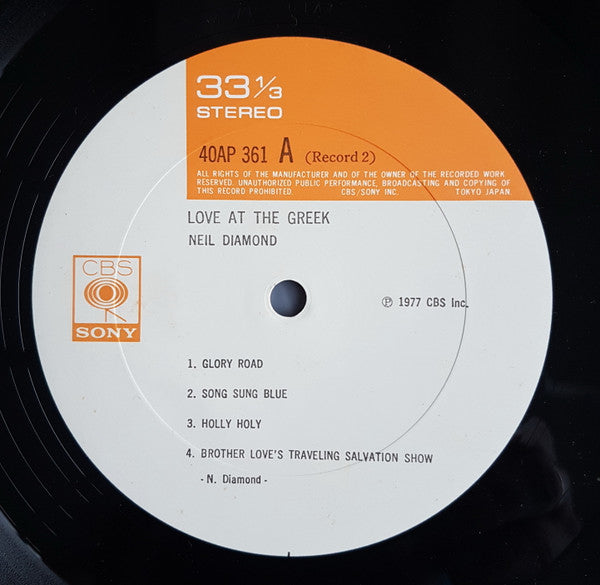 33 1/3
STEREO
40AP 361 A (Record 2)
ALL RIGHTS OF THE MANUFACTURER AND OF THE OWNER OF THE RECORDED WORK
RESERVED. UNAUTHORIZED PUBLIC PERFORMANCE, BROADCASTING AND COPYING OF
THIS RECORD PROHIBITED. CBS/SONY INC. TOKYO JAPAN.
LOVE AT THE GREEK
NEIL DIAMOND
CBS
SONY
℗ 1977 CBS Inc.
1. GLORY ROAD
2. SONG SUNG BLUE
3. HOLLY HOLY
4. BROTHER LOVE'S TRAVELING SALVATION SHOW
- N. Diamond -